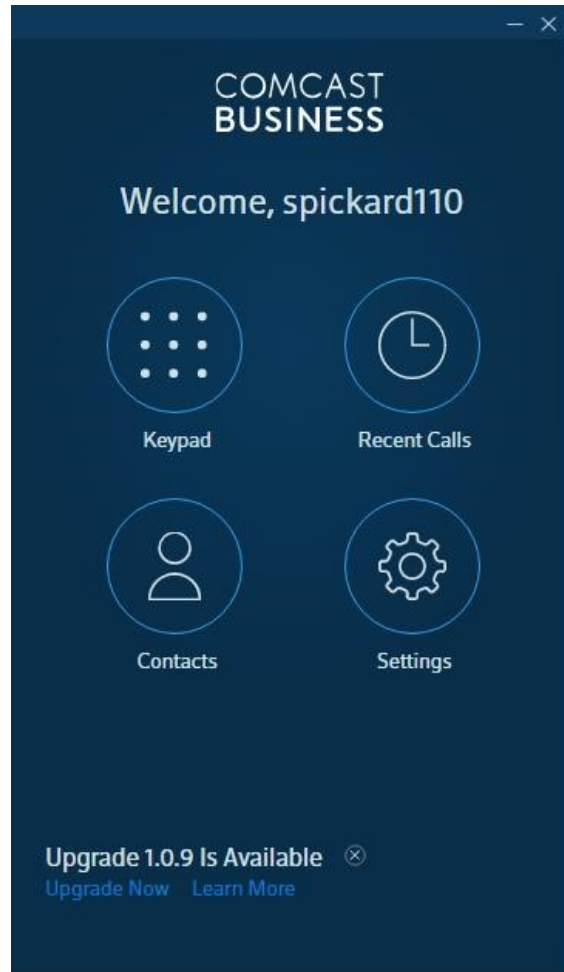 COMCAST
BUSINESS
Welcome, spickard110
Keypad
Recent Calls
Contacts
Settings
Upgrade 1.0.9 Is Available
Upgrade Now Learn More